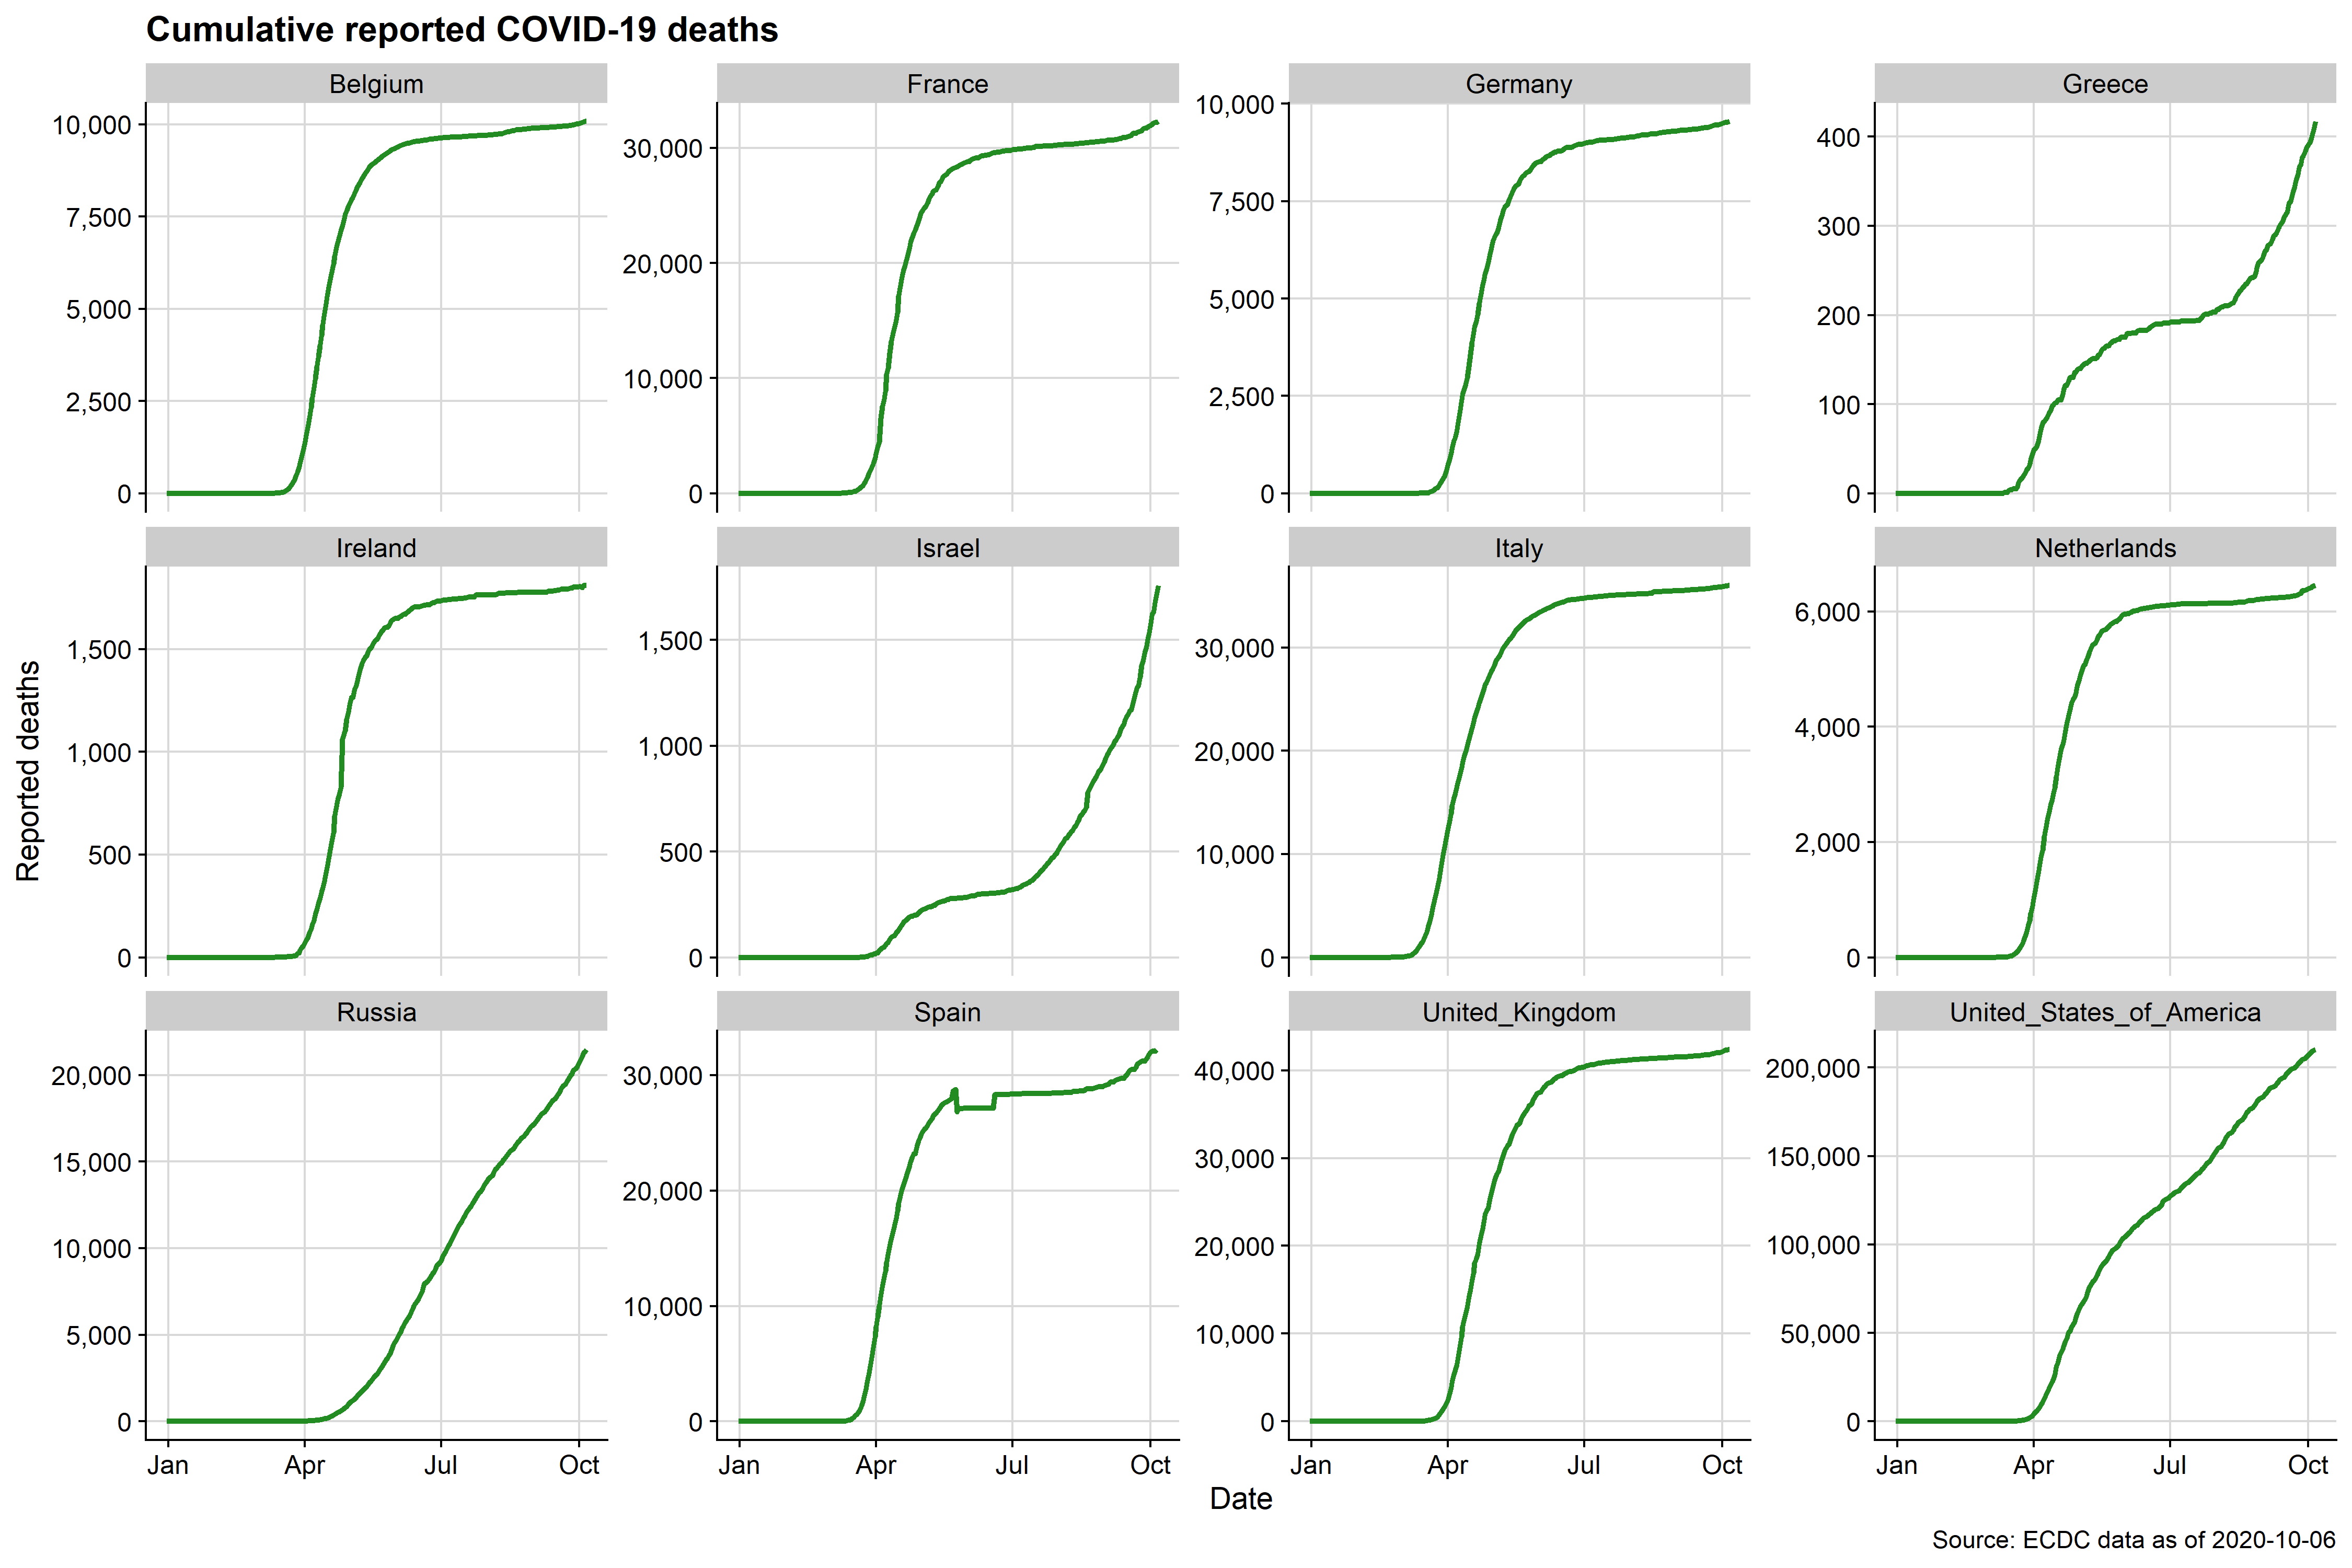 Cumulative reported COVID-19 deaths
Belgium
France
Germany
Greece
10,000
7,500
5,000
2,500
0
30,000
20,000
10,000
0
10,000
7,500
5,000
2,500
0
400
300
200
100
0
Ireland
Israel
Italy
Netherlands
1,500
1,000
500
0
1,500
1,000
500
0
30,000
20,000
10,000
0
6,000
4,000
2,000
0
Reported deaths
Russia
Spain
United_Kingdom
United_States_of_America
20,000
15,000
10,000
5,000
0
30,000
20,000
10,000
0
40,000
30,000
20,000
10,000
0
200,000
150,000
100,000
50,000
0
Jan Apr Jul Oct
Jan Apr Jul Oct
Jan Apr Jul Oct
Jan Apr Jul Oct
Date
Source: ECDC data as of 2020-10-06